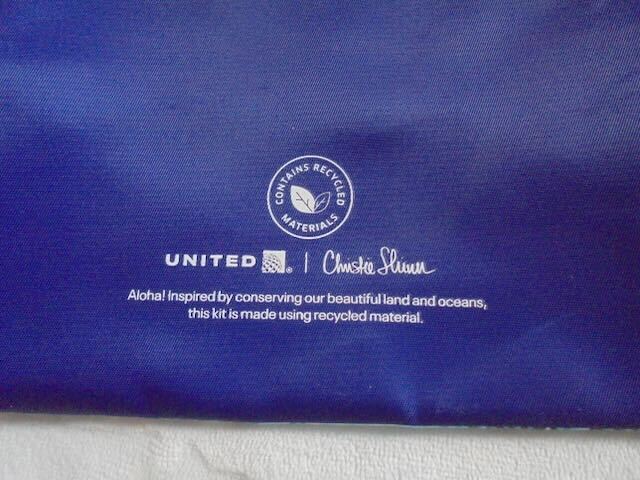 CONTAINS RECYCLED
MATERIALS
UNITED | Christie Shinn
Aloha! Inspired by conserving our beautiful land and oceans,
this kit is made using recycled material.